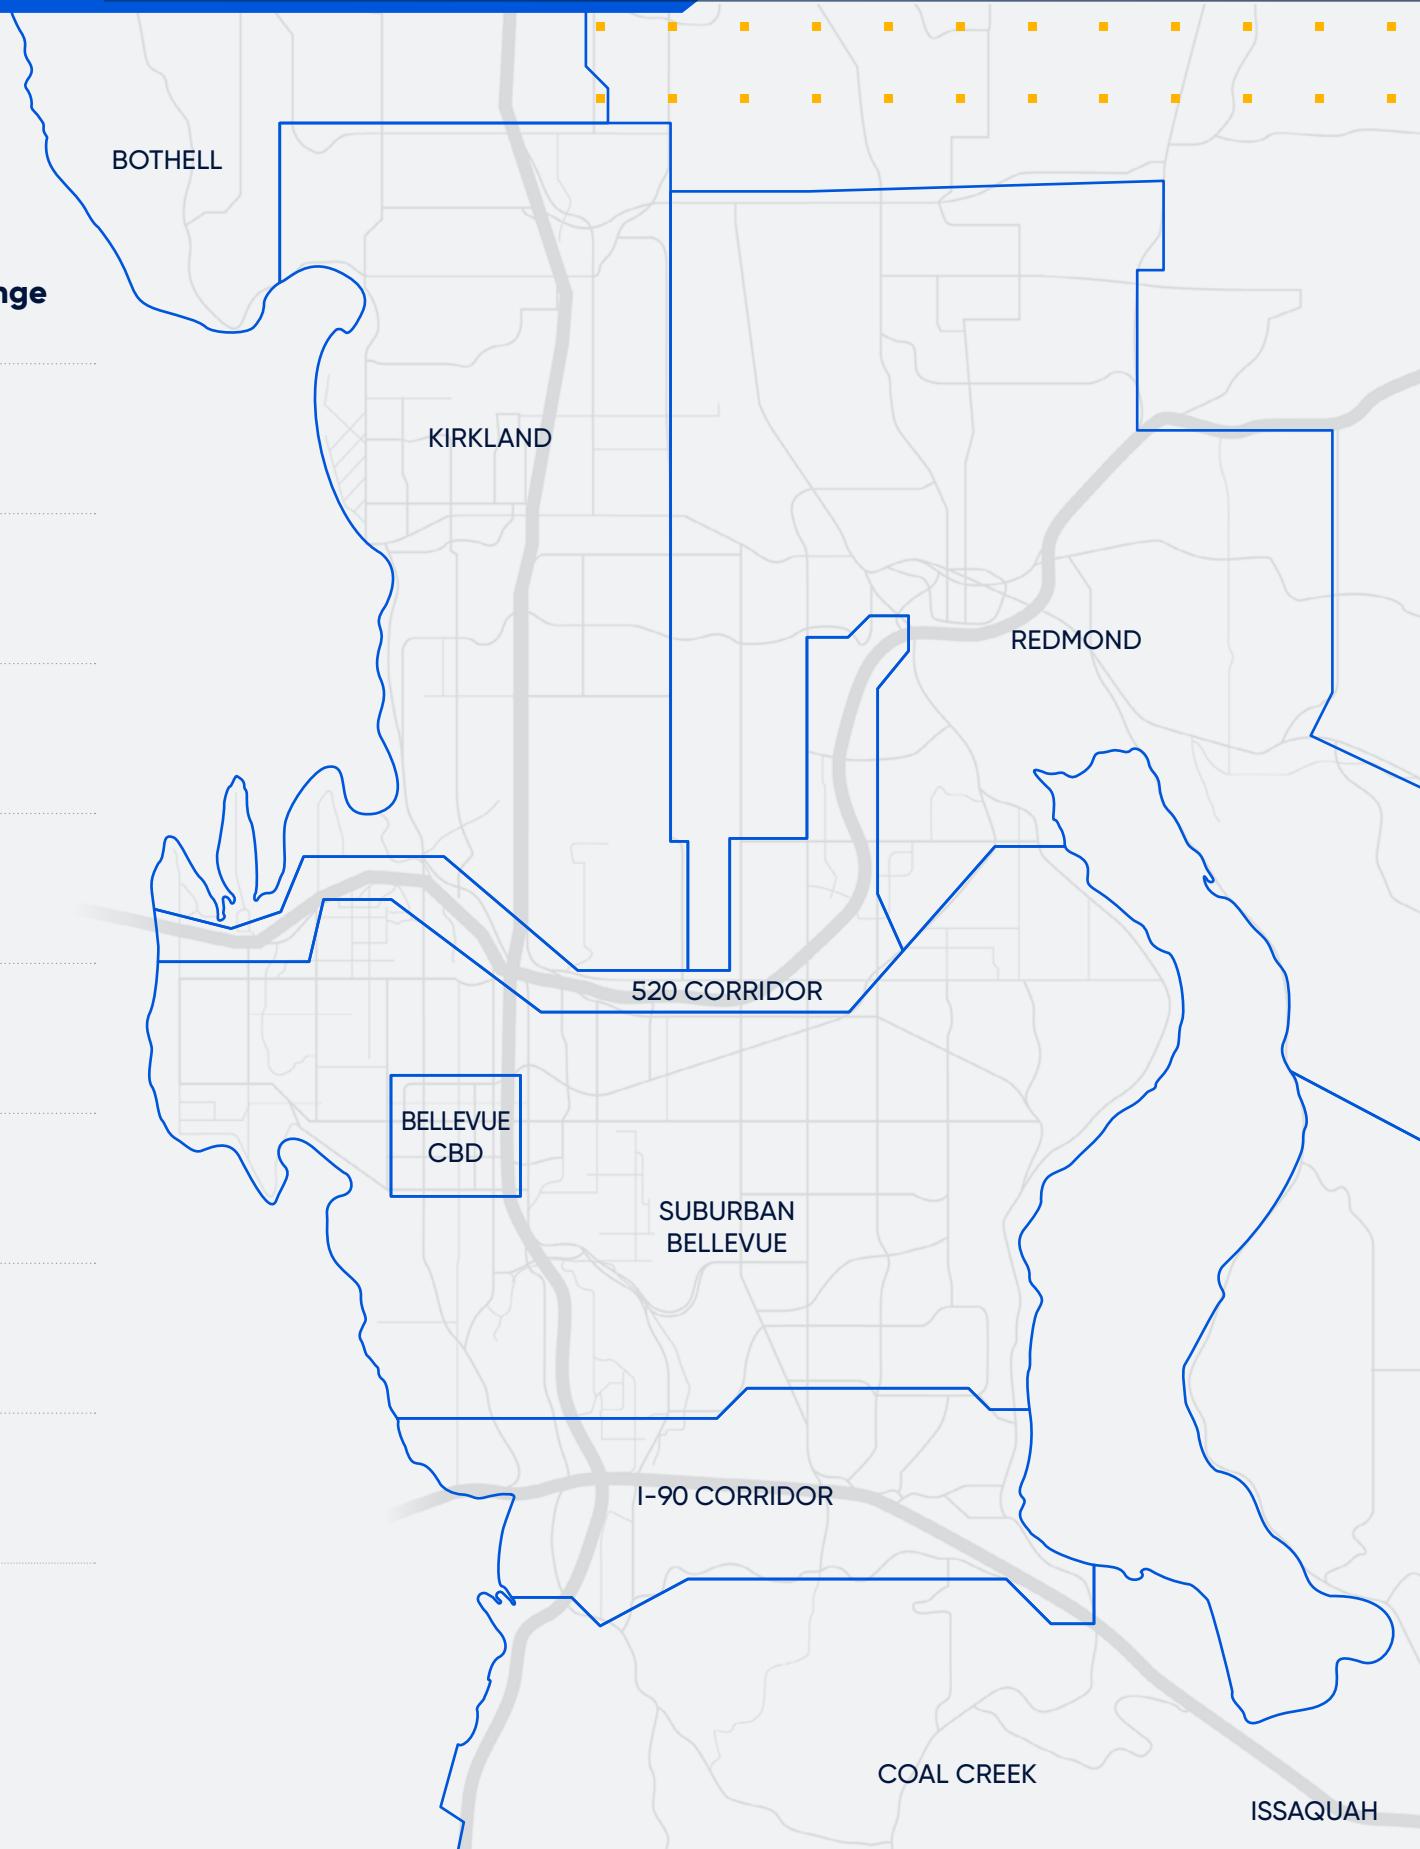 BOTHELL
nge
KIRKLAND
REDMOND
520 CORRIDOR
BELLEVUE
CBD
SUBURBAN
BELLEVUE
I-90 CORRIDOR
COAL CREEK
ISSAQUAH